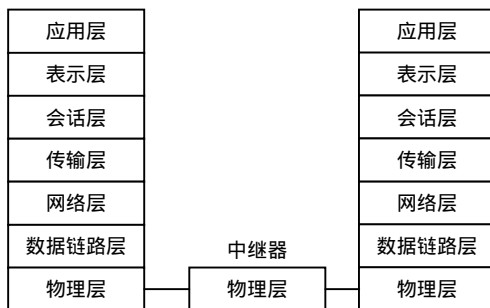 应用层
表示层
会话层
传输层
网络层
数据链路层
物理层
中继器
物理层
应用层
表示层
会话层
传输层
网络层
数据链路层
物理层